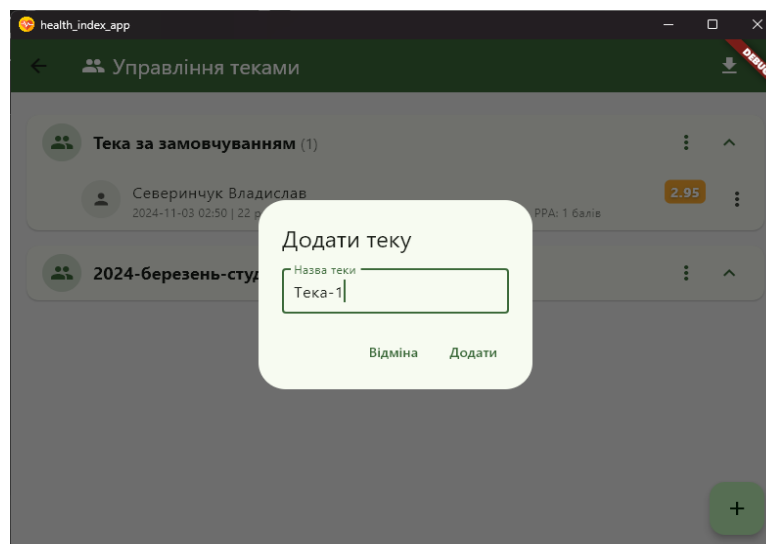 health_index_app
Управління теками
DEBUG
Тека за замовчуванням (1)
Северинчук Владислав
2.95
2024-11-03 02:50 | 22 р
РРА: 1 балів
2024-березень-студ
Додати теку
Назва теки
Тека-1
Відміна Додати